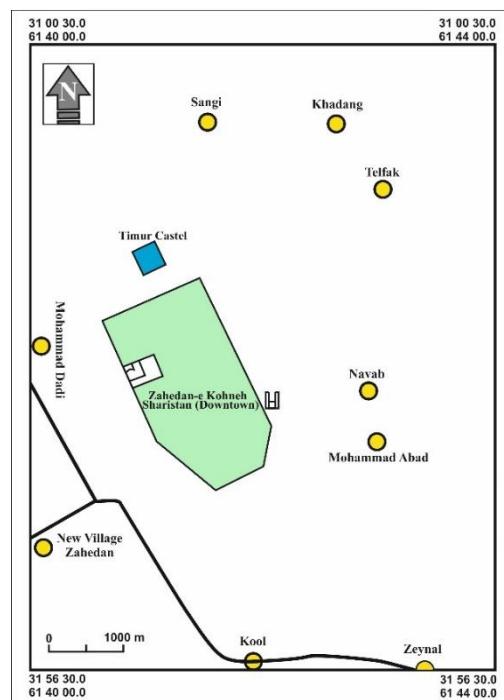 31 00 30.0
61 40 00.0
31 00 30.0
61 44 00.0
N
Sangi
Khadang
Telfak
Timur Castel
Mohammad Dadi
Zahedan-e Kohneh
Sharistan (Downtown)
Navab
Mohammad Abad
New Village
Zahedan
0 1000 m
Kool
Zeynal
31 56 30.0
61 40 00.0
31 56 30.0
61 44 00.0